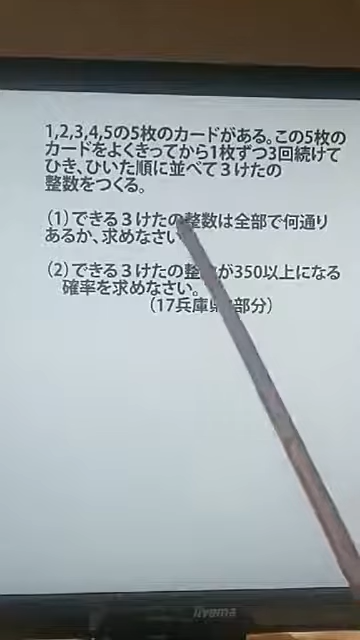 1,2,3,4,5の5枚のカードがある。この5枚の
カードをよくきってから1枚ずつ3回続けて
ひき、ひいた順に並べて3けたの
整数をつくる。
(1)できる3けたの整数は全部で何通り
あるか、求めなさい
(2)できる3けたの整 が350以上になる
確率を求めなさい。
(17兵庫 部分)
iiyama